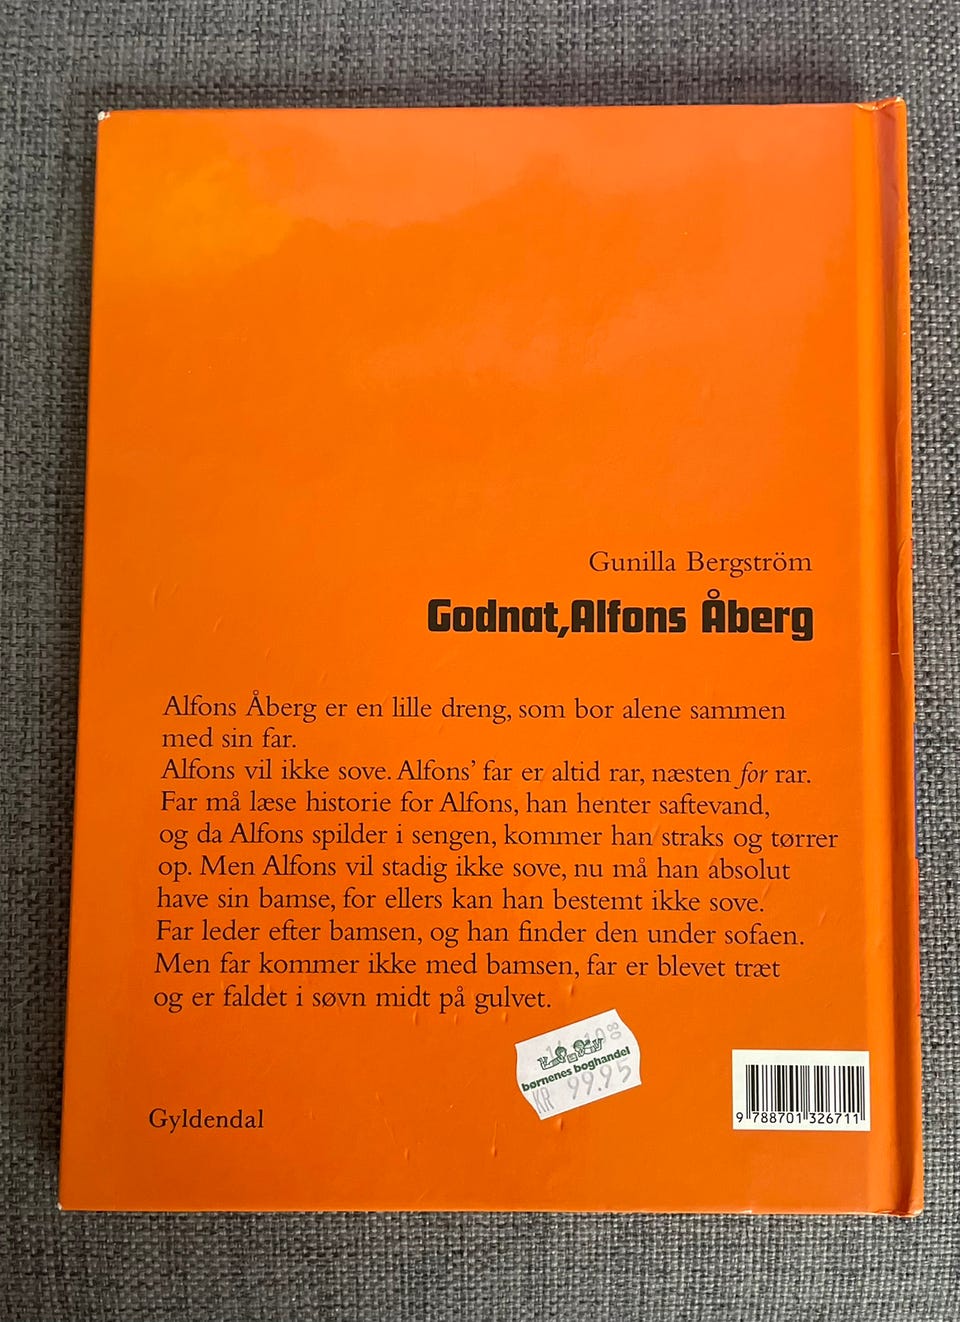 Gunilla Bergström
Godnat, Alfons Åberg
Alfons Åberg er en lille dreng, som bor alene sammen
med sin far.
Alfons vil ikke sove. Alfons' far er altid rar, næsten for rar.
Far må læse historie for Alfons, han henter saftevand,
og da Alfons spilder i sengen, kommer han straks og tørrer
op. Men Alfons vil stadig ikke sove, nu må han absolut
have sin bamse, for ellers kan han bestemt ikke sove.
Far leder efter bamsen, og han finder den under sofaen.
Men far kommer ikke med bamsen, far er blevet træt
og er faldet i søvn midt på gulvet.
børnenes boghandel
KR 99.95
Gyldendal
9 788701 326711